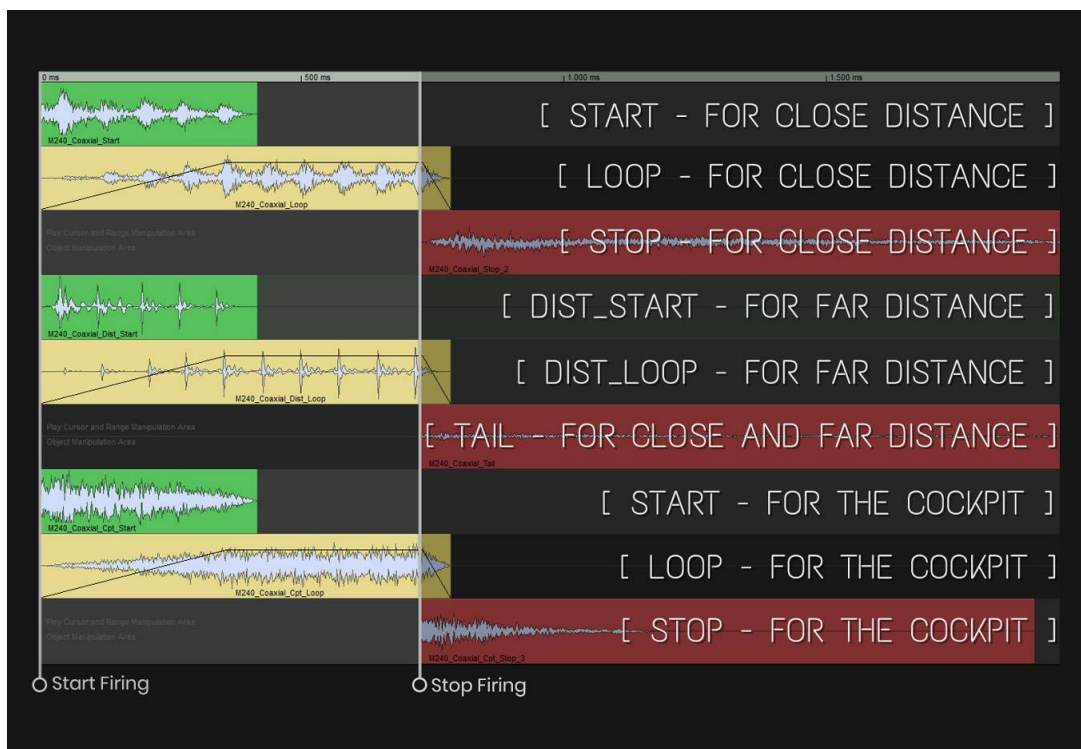 0 ms
500 ms
1.000 ms
1.500 ms
[ START - FOR CLOSE DISTANCE ]
M240_Coaxial_Start
[ LOOP - FOR CLOSE DISTANCE ]
M240_Coaxial_Loop
Play Cursor and Range Manipulation Area
[ STOP - FOR CLOSE DISTANCE ]
Object Manipulation Area
M240_Coaxial_Stop_2
[ DIST_START - FOR FAR DISTANCE ]
M240_Coaxial_Dist_Start
[ DIST_LOOP - FOR FAR DISTANCE ]
M240_Coaxial_Dist_Loop
Play Cursor and Range Manipulation Area
[ TAIL - FOR CLOSE AND FAR DISTANCE ]
Object Manipulation Area
M240_Coaxial_Tail
[ START - FOR THE COCKPIT ]
M240_Coaxial_Cpt_Start
[ LOOP - FOR THE COCKPIT ]
M240_Coaxial_Cpt_Loop
Play Cursor and Range Manipulation Area
[ STOP - FOR THE COCKPIT ]
Object Manipulation Area
M240_Coaxial_Cpt_Stop_3
Start Firing
Stop Firing